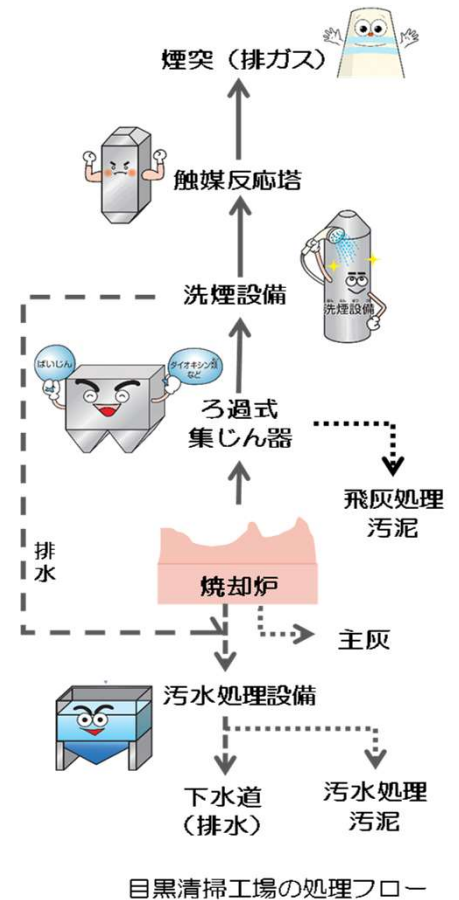 煙突（排ガス）
触媒反応塔
洗煙設備
洗煙設備
ばいじん
ダイオキシン類
など
ろ過式
集じん器
飛灰処理
汚泥
排
水
焼却炉
主灰
汚水処理設備
下水道
（排水）
汚水処理
汚泥
目黒清掃工場の処理フロー